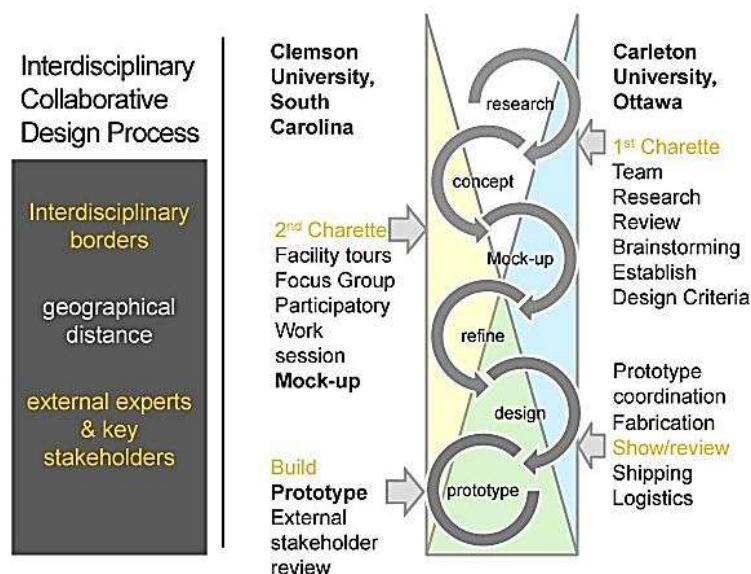 Interdisciplinary
Collaborative
Design Process
Interdisciplinary
borders
geographical
distance
external experts
& key
stakeholders
Clemson
University,
South
Carolina
2nd Charette
Facility tours
Focus Group
Participatory
Work
session
Mock-up
Build
Prototype
External
stakeholder
review
research
concept
Mock-up
refine
design
prototype
Carleton
University,
Ottawa
1st Charette
Team
Research
Review
Brainstorming
Establish
Design Criteria
Prototype
coordination
Fabrication
Show/review
Shipping
Logistics